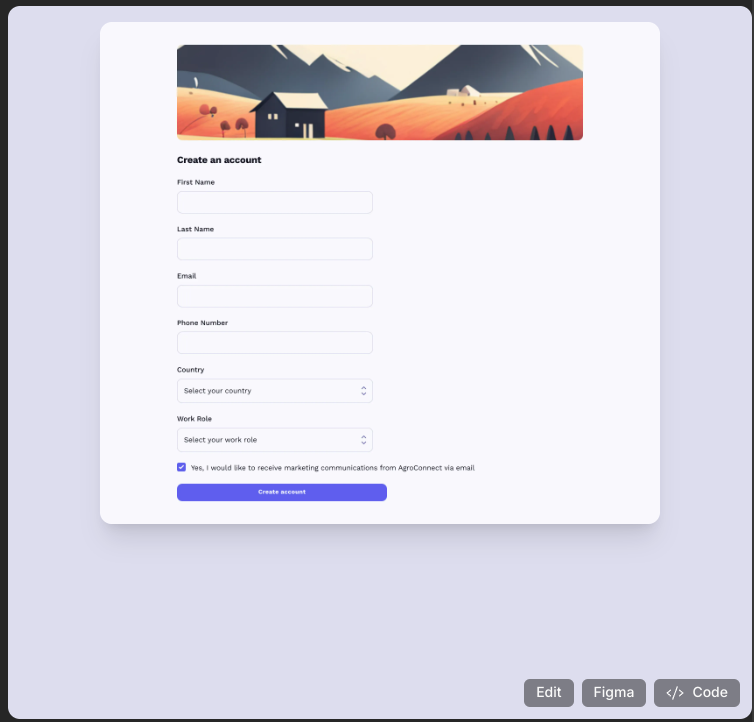 Create an account
First Name
Last Name
Email
Phone Number
Country
Select your country
Work Role
Select your work role
Yes, I would like to receive marketing communications from AgroConnect via email
Create account
Edit
Figma
</> Code